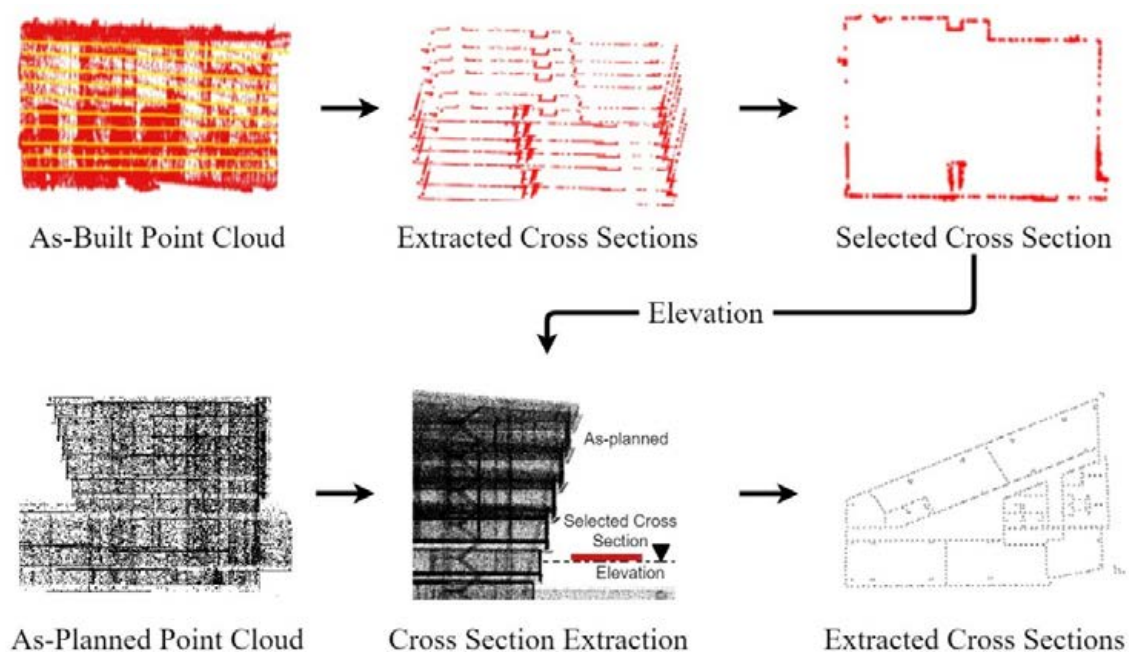 As-Built Point Cloud
Extracted Cross Sections
Selected Cross Section
Elevation
As-planned
Selected Cross
Section
Elevation
As-Planned Point Cloud
Cross Section Extraction
Extracted Cross Sections